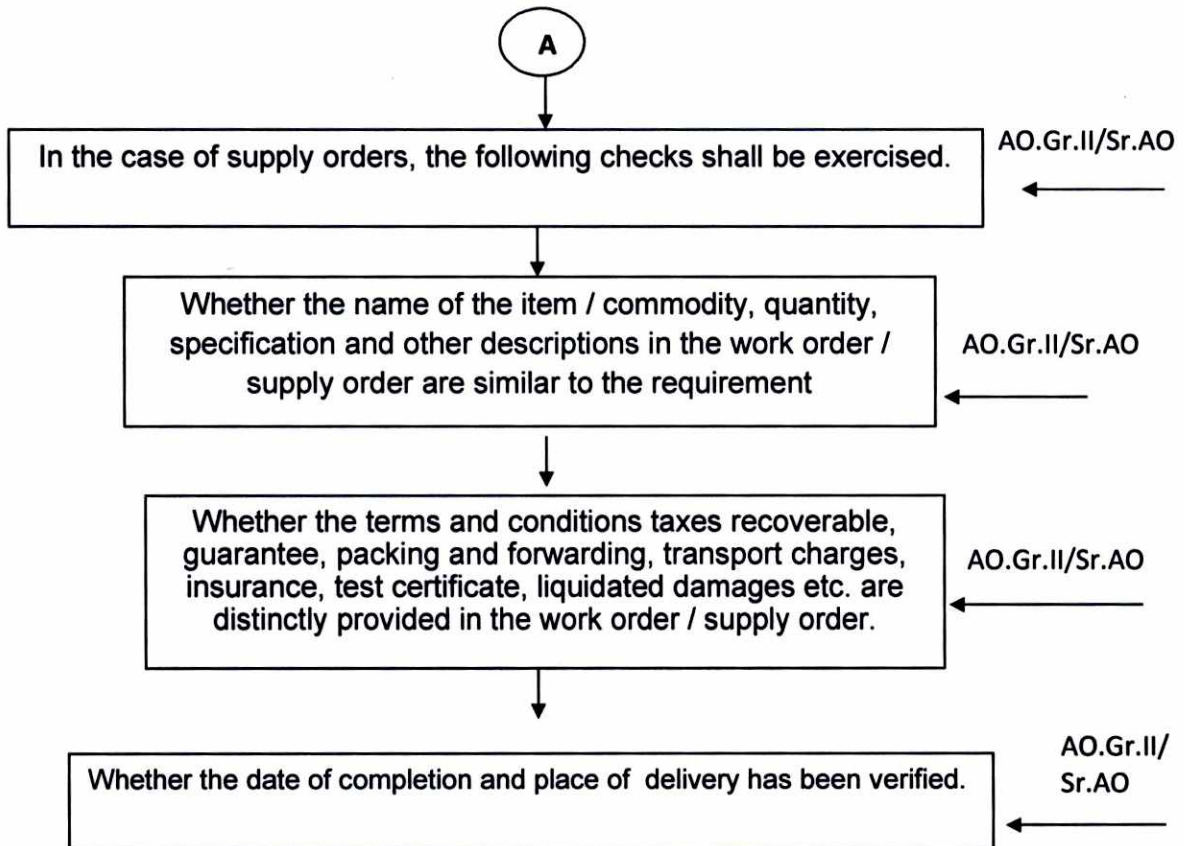 A
In the case of supply orders, the following checks shall be exercised.
AO.Gr.II/Sr.AO
Whether the name of the item / commodity, quantity,
specification and other descriptions in the work order /
supply order are similar to the requirement
AO.Gr.II/Sr.AO
Whether the terms and conditions taxes recoverable,
guarantee, packing and forwarding, transport charges,
insurance, test certificate, liquidated damages etc. are
distinctly provided in the work order / supply order.
AO.Gr.II/Sr.AO
Whether the date of completion and place of delivery has been verified.
AO.Gr.II/
Sr.AO